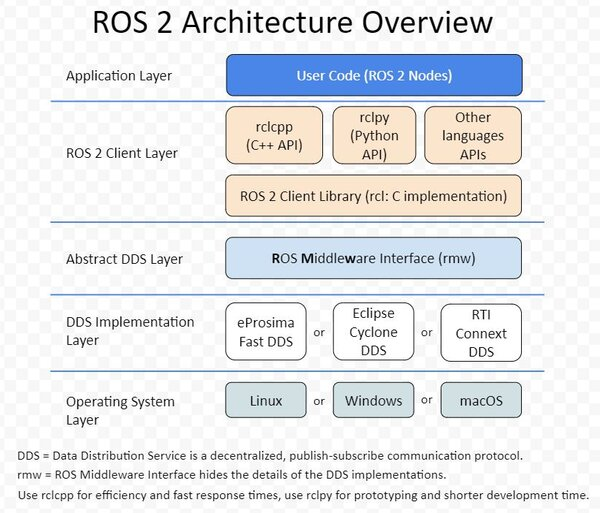 ROS 2 Architecture Overview
Application Layer
User Code (ROS 2 Nodes)
ROS 2 Client Layer
rclcpp
(C++ API)
rclpy
(Python
API)
Other
languages
APIs
ROS 2 Client Library (rcl: C implementation)
Abstract DDS Layer
ROS Middleware Interface (rmw)
DDS Implementation
Layer
eProsima
Fast DDS
or
Eclipse
Cyclone
DDS
or
RTI
Connext
DDS
Operating System
Layer
Linux
or
Windows
or
macOS
DDS = Data Distribution Service is a decentralized, publish-subscribe communication protocol.
rmw = ROS Middleware Interface hides the details of the DDS implementations.
Use rclcpp for efficiency and fast response times, use rclpy for prototyping and shorter development time.